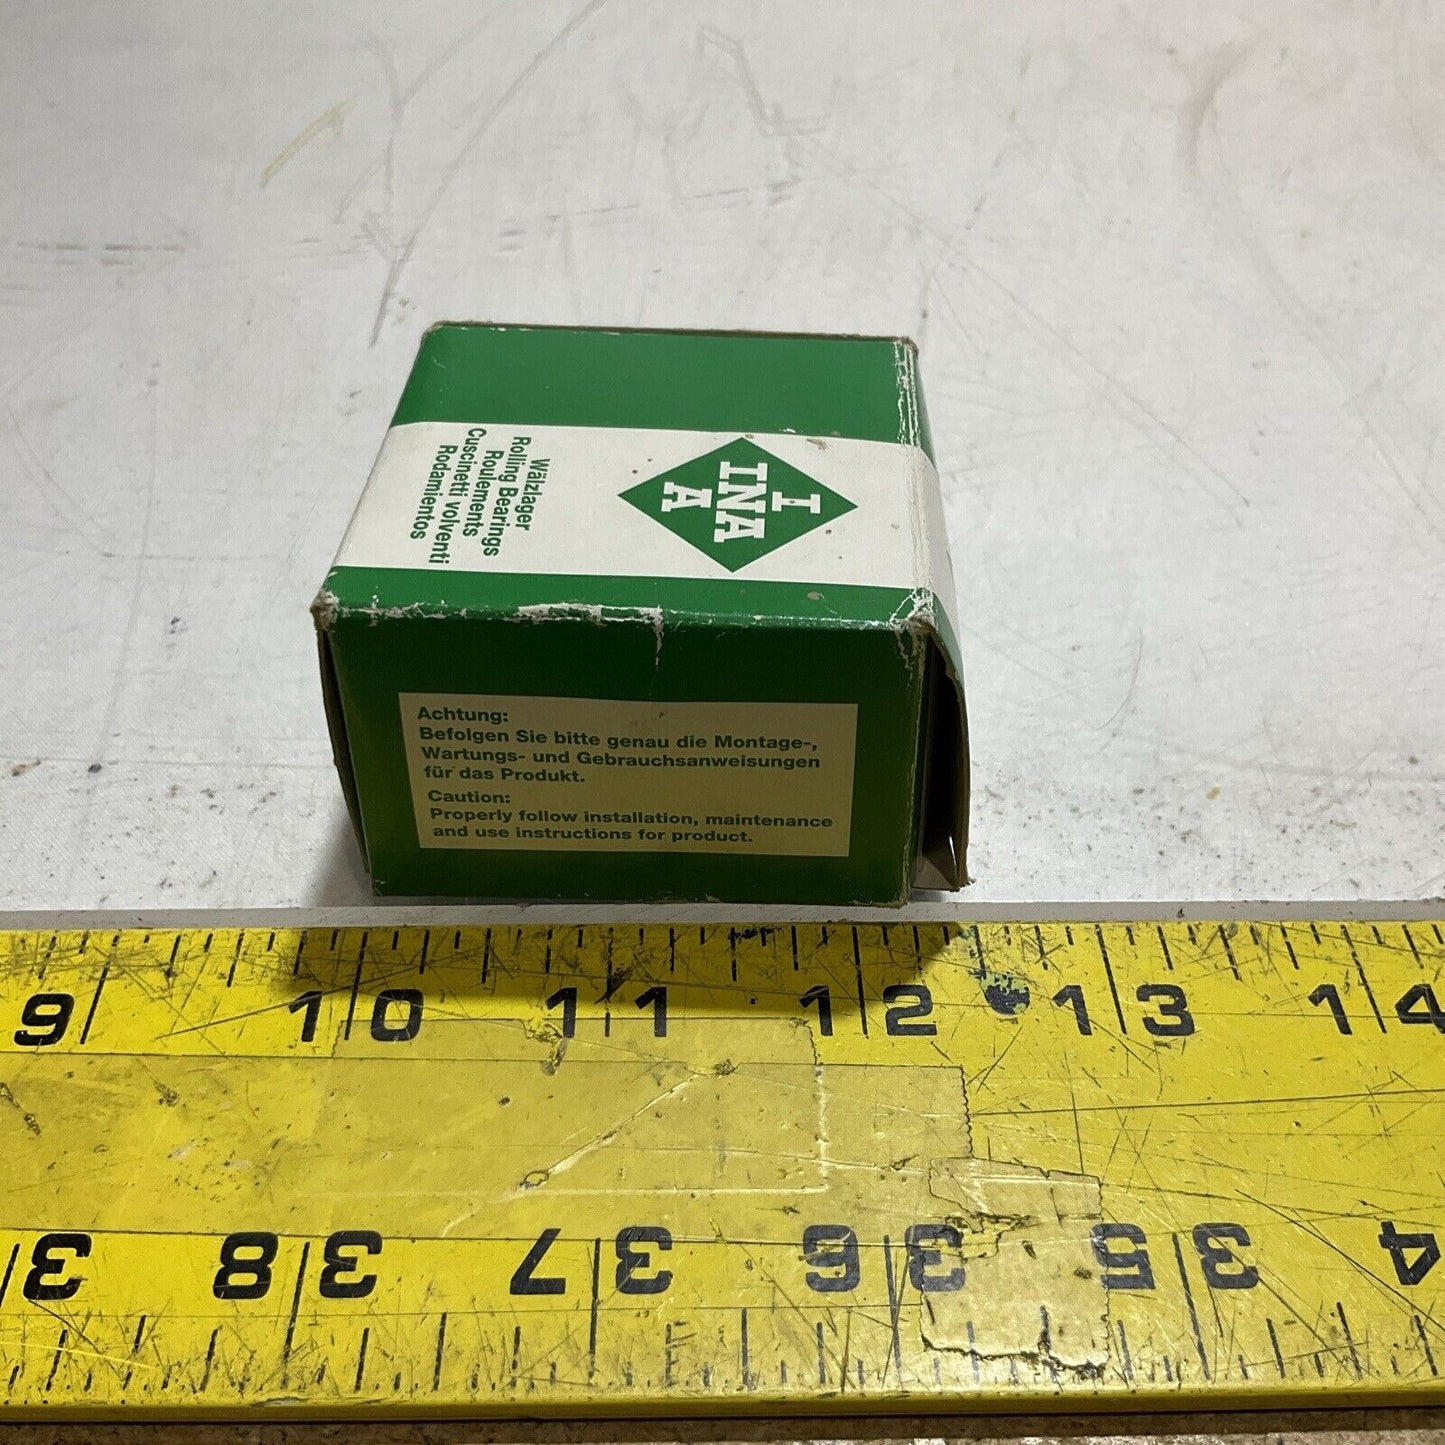 I
INA
A
Wälzlager
Rolling Bearings
Roulements
Cuscinetti volventi
Rodamientos
Achtung:
Befolgen Sie bitte genau die Montage-,
Wartungs- und Gebrauchsanweisungen
für das Produkt.
Caution:
Properly follow installation, maintenance
and use instructions for product.
9 10 11 12 13 14
38 37 36 35